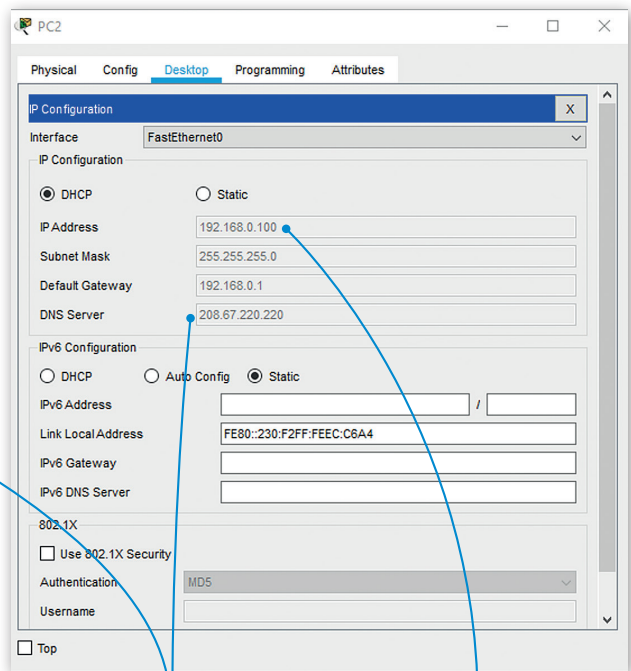 PC2
Physical Config Desktop Programming Attributes
IP Configuration X
Interface FastEthernet0
IP Configuration
DHCP Static
IP Address 192.168.0.100
Subnet Mask 255.255.255.0
Default Gateway 192.168.0.1
DNS Server 208.67.220.220
IPv6 Configuration
DHCP Auto Config Static
IPv6 Address /
Link Local Address FE80::230:F2FF:FEEC:C6A4
IPv6 Gateway
IPv6 DNS Server
802.1X
Use 802.1X Security
Authentication MD5
Username
Top